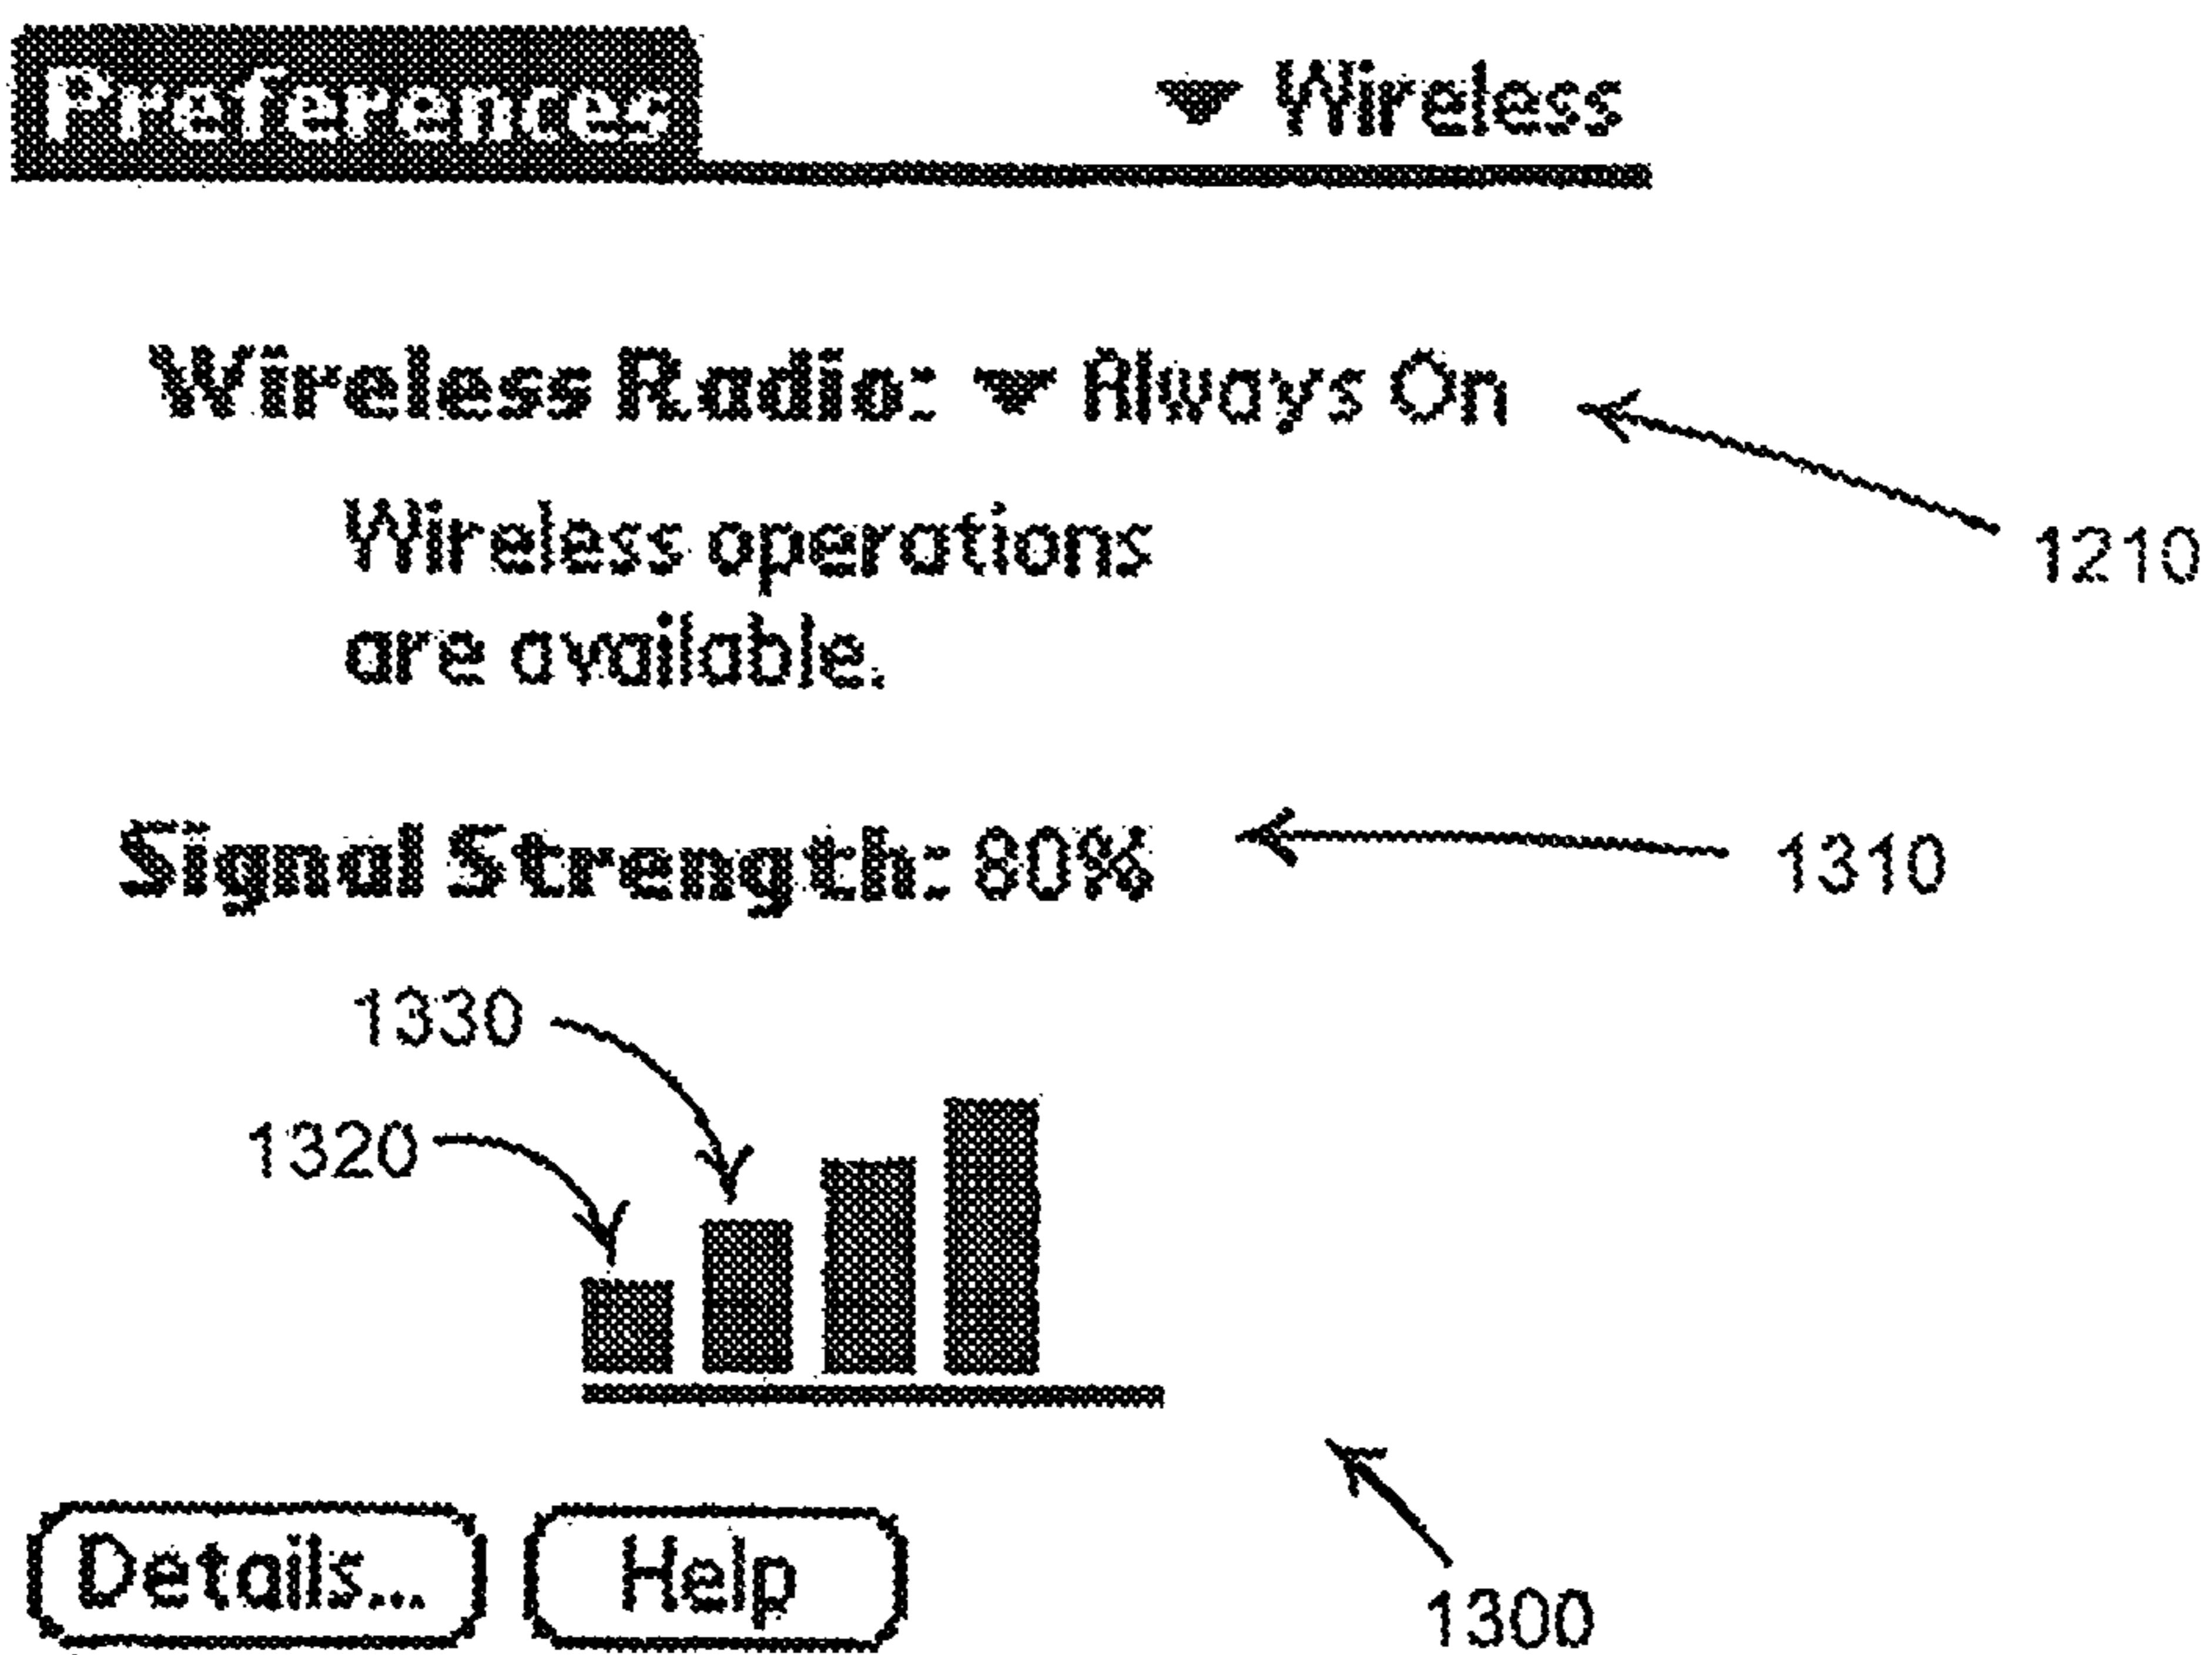 Preferences Wireless
Wireless Radio: Always On
Wireless operations
are available.
1210
Signal Strength: 80%
1310
1330
1320
Details... Help
1300